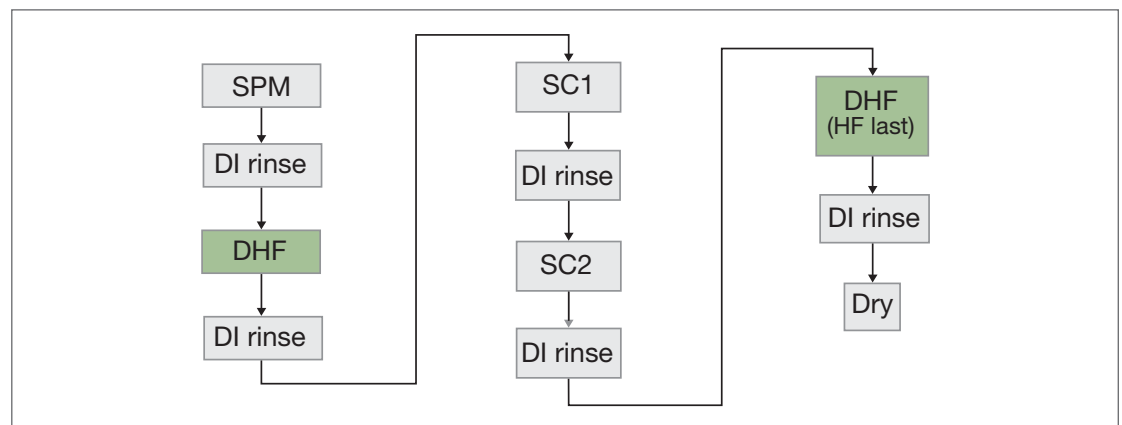 SPM
DI rinse
DHF
DI rinse
SC1
DI rinse
SC2
DI rinse
DHF
(HF last)
DI rinse
Dry